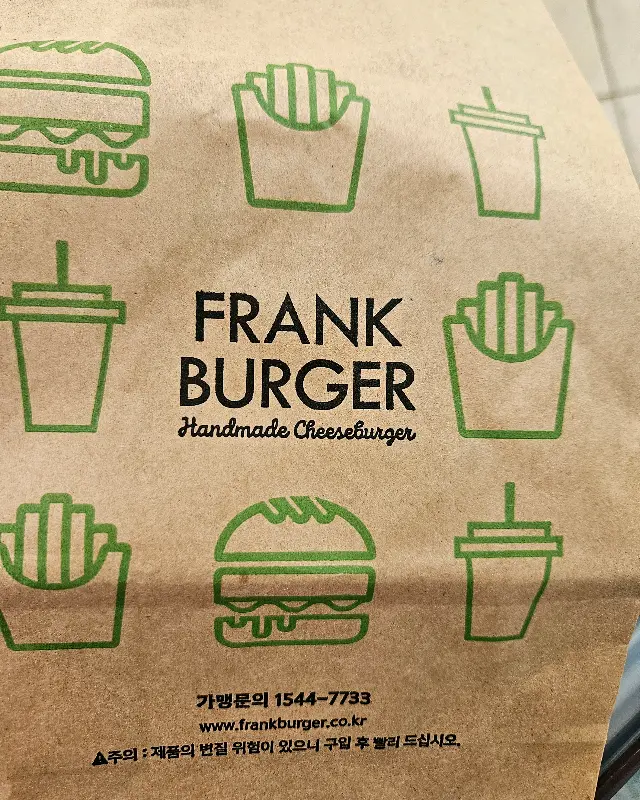 FRANK
BURGER
Handmade Cheeseburger
가맹문의 1544-7733
www.frankburger.co.kr
⚠주의 : 제품의 변질 위험이 있으니 구입 후 빨리 드십시오.